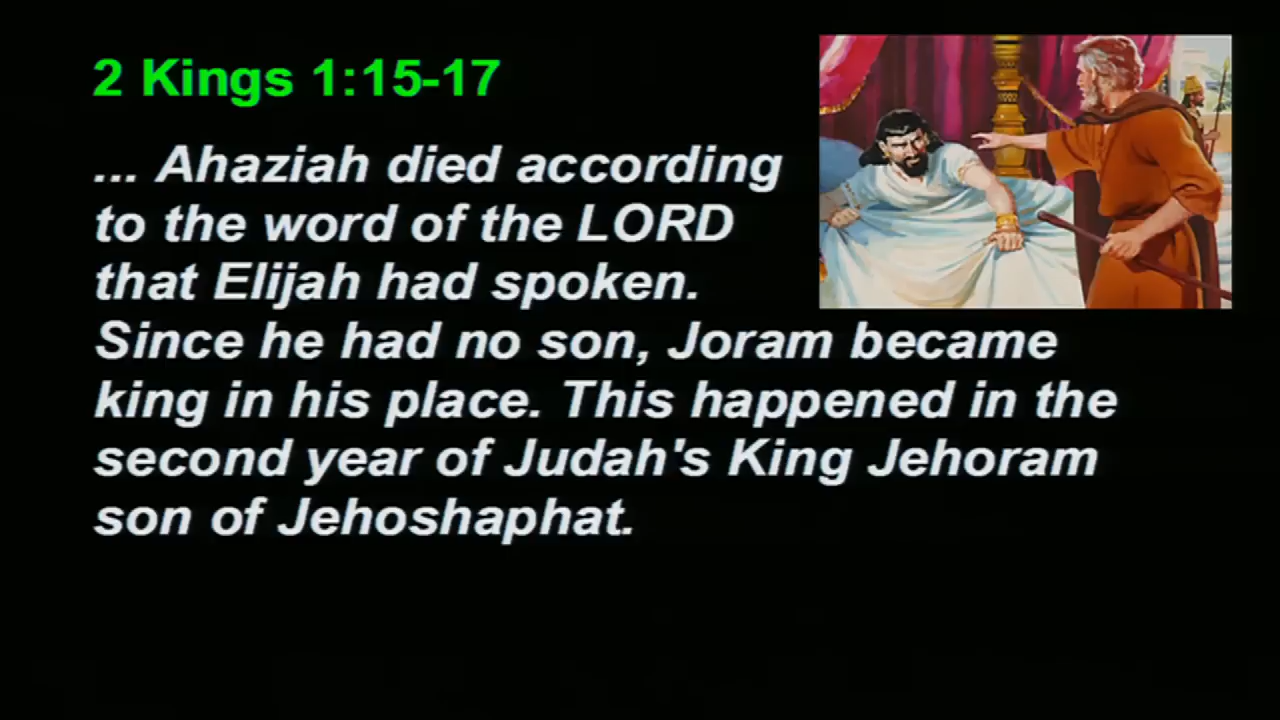 2 Kings 1:15-17
... Ahaziah died according
to the word of the LORD
that Elijah had spoken.
Since he had no son, Joram became
king in his place. This happened in the
second year of Judah's King Jehoram
son of Jehoshaphat.